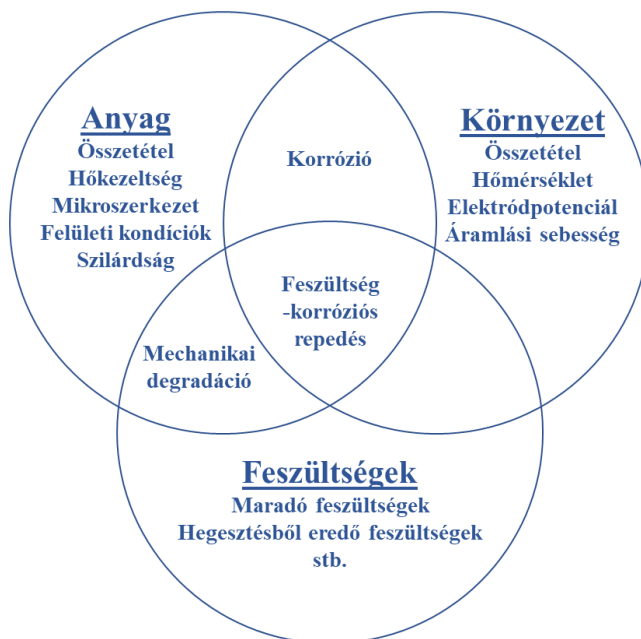 Anyag
Összetétel
Hőkezeltség
Mikroszerkezet
Felületi kondíciók
Szilárdság
Korrózió
Környezet
Összetétel
Hőmérséklet
Elektródpotenciál
Áramlási sebesség
Feszültség
-korróziós
repedés
Mechanikai
degradáció
Feszültségek
Maradó feszültségek
Hegesztésből eredő feszültségek
stb.